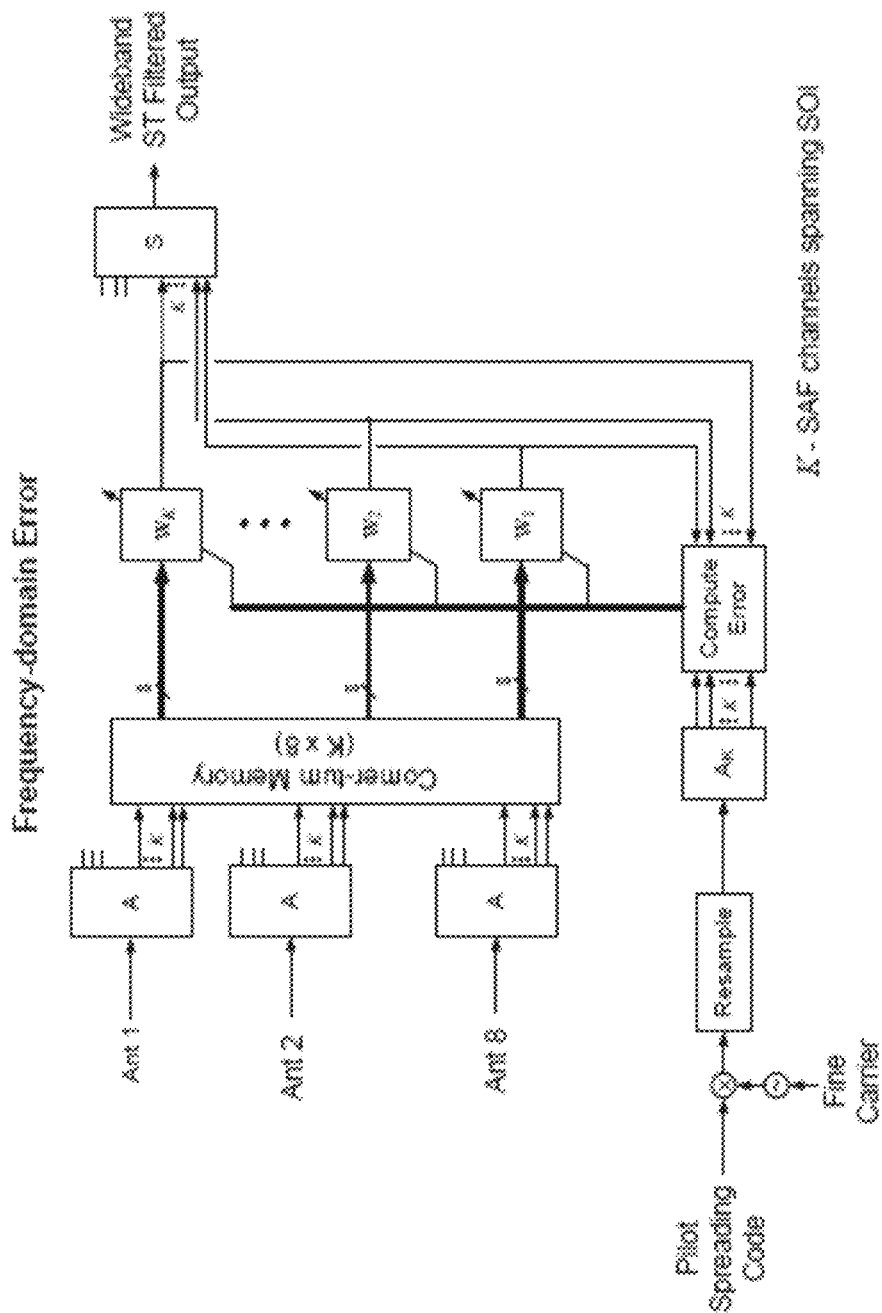 Frequency-domain Error
Ant 1
Ant 2
Ant 8
A
K
A
K
A
K
Corner-turn Memory
(K x 8)
8
8
8
W_K
• • •
W_2
W_1
K
S
Wideband
ST Filtered
Output
Pilot
Spreading
Code
X
~
Fine
Carrier
Resample
A_K
K
Compute
Error
K
K - SAF channels spanning SOI